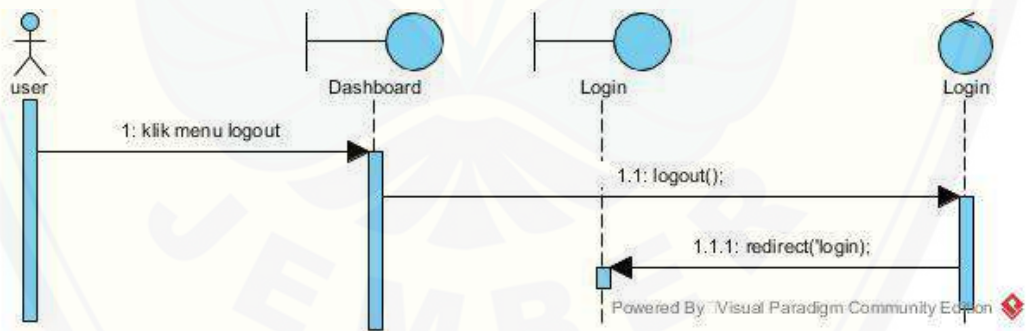 user
Dashboard
Login
Login
1: klik menu logout
1.1: logout();
1.1.1: redirect('login);
Powered By Visual Paradigm Community Edition
JEMBER